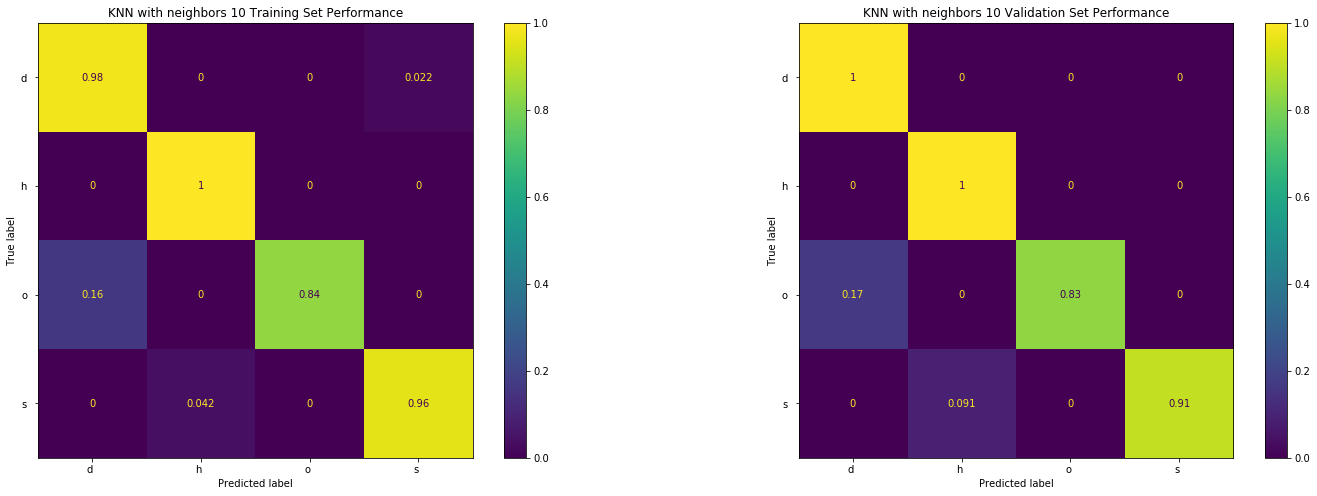 KNN with neighbors 10 Training Set Performance
d 0.98 0 0 0.022
h 0 1 0 0
o 0.16 0 0.84 0
s 0 0.042 0 0.96
d h o s
Predicted label
True label
1.0
0.8
0.6
0.4
0.2
0.0
KNN with neighbors 10 Validation Set Performance
d 1 0 0 0
h 0 1 0 0
o 0.17 0 0.83 0
s 0 0.091 0 0.91
d h o s
Predicted label
True label
1.0
0.8
0.6
0.4
0.2
0.0